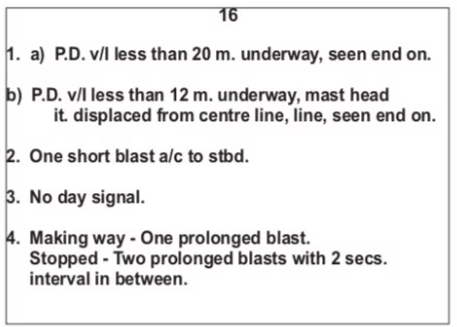 16
1. a) P.D. v/l less than 20 m. underway, seen end on.
b) P.D. v/l less than 12 m. underway, mast head
it. displaced from centre line, line, seen end on.
2. One short blast a/c to stbd.
3. No day signal.
4. Making way - One prolonged blast.
Stopped - Two prolonged blasts with 2 secs.
interval in between.